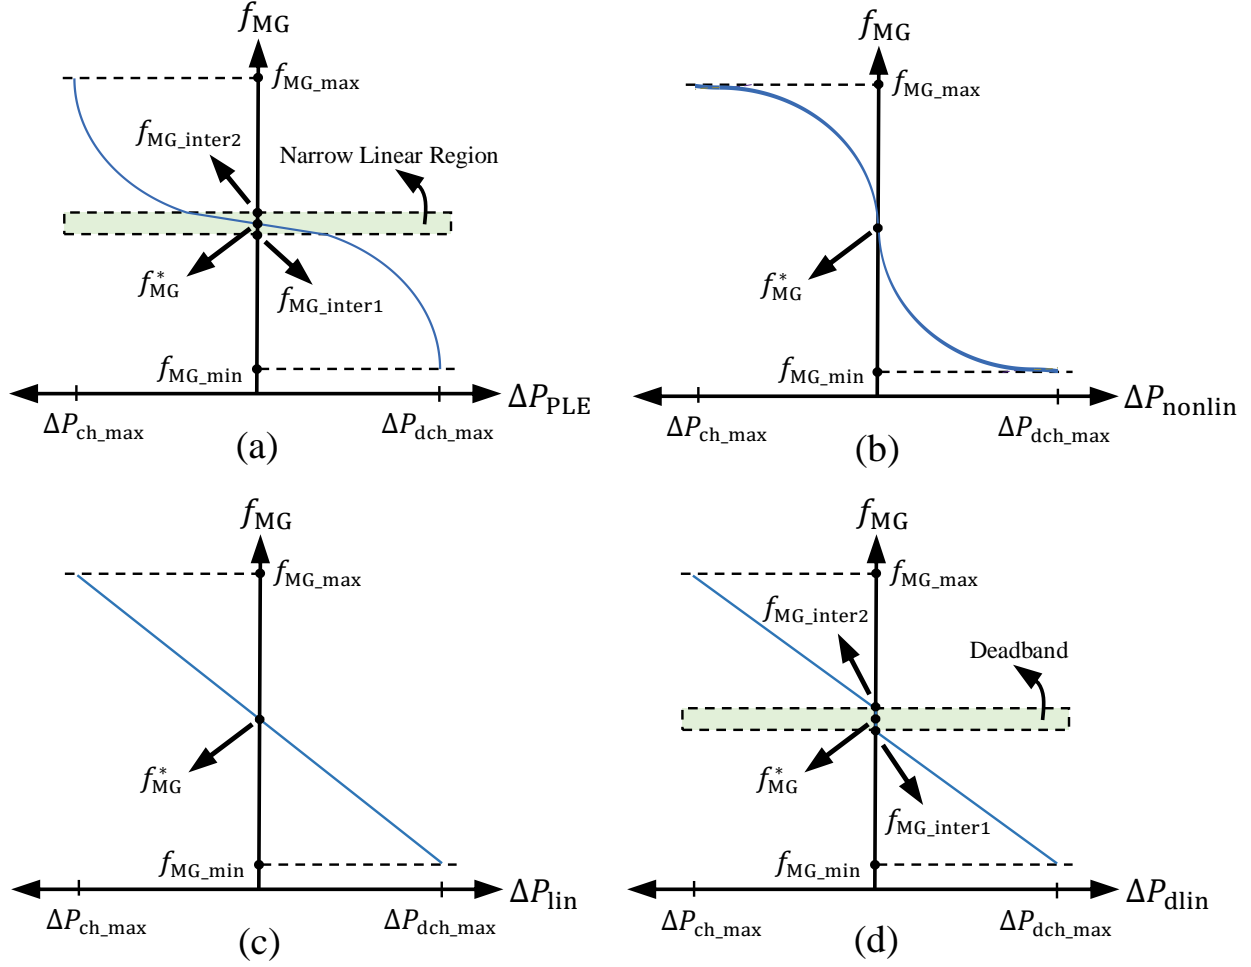 f_MG
f_MG_max
f_MG_inter2
Narrow Linear Region
f*_MG
f_MG_inter1
f_MG_min
ΔP_PLE
ΔP_ch_max
ΔP_dch_max
(a)
f_MG
f_MG_max
f*_MG
f_MG_min
ΔP_nonlin
ΔP_ch_max
ΔP_dch_max
(b)
f_MG
f_MG_max
f*_MG
f_MG_min
ΔP_lin
ΔP_ch_max
ΔP_dch_max
(c)
f_MG
f_MG_max
f_MG_inter2
Deadband
f*_MG
f_MG_inter1
f_MG_min
ΔP_dlin
ΔP_ch_max
ΔP_dch_max
(d)